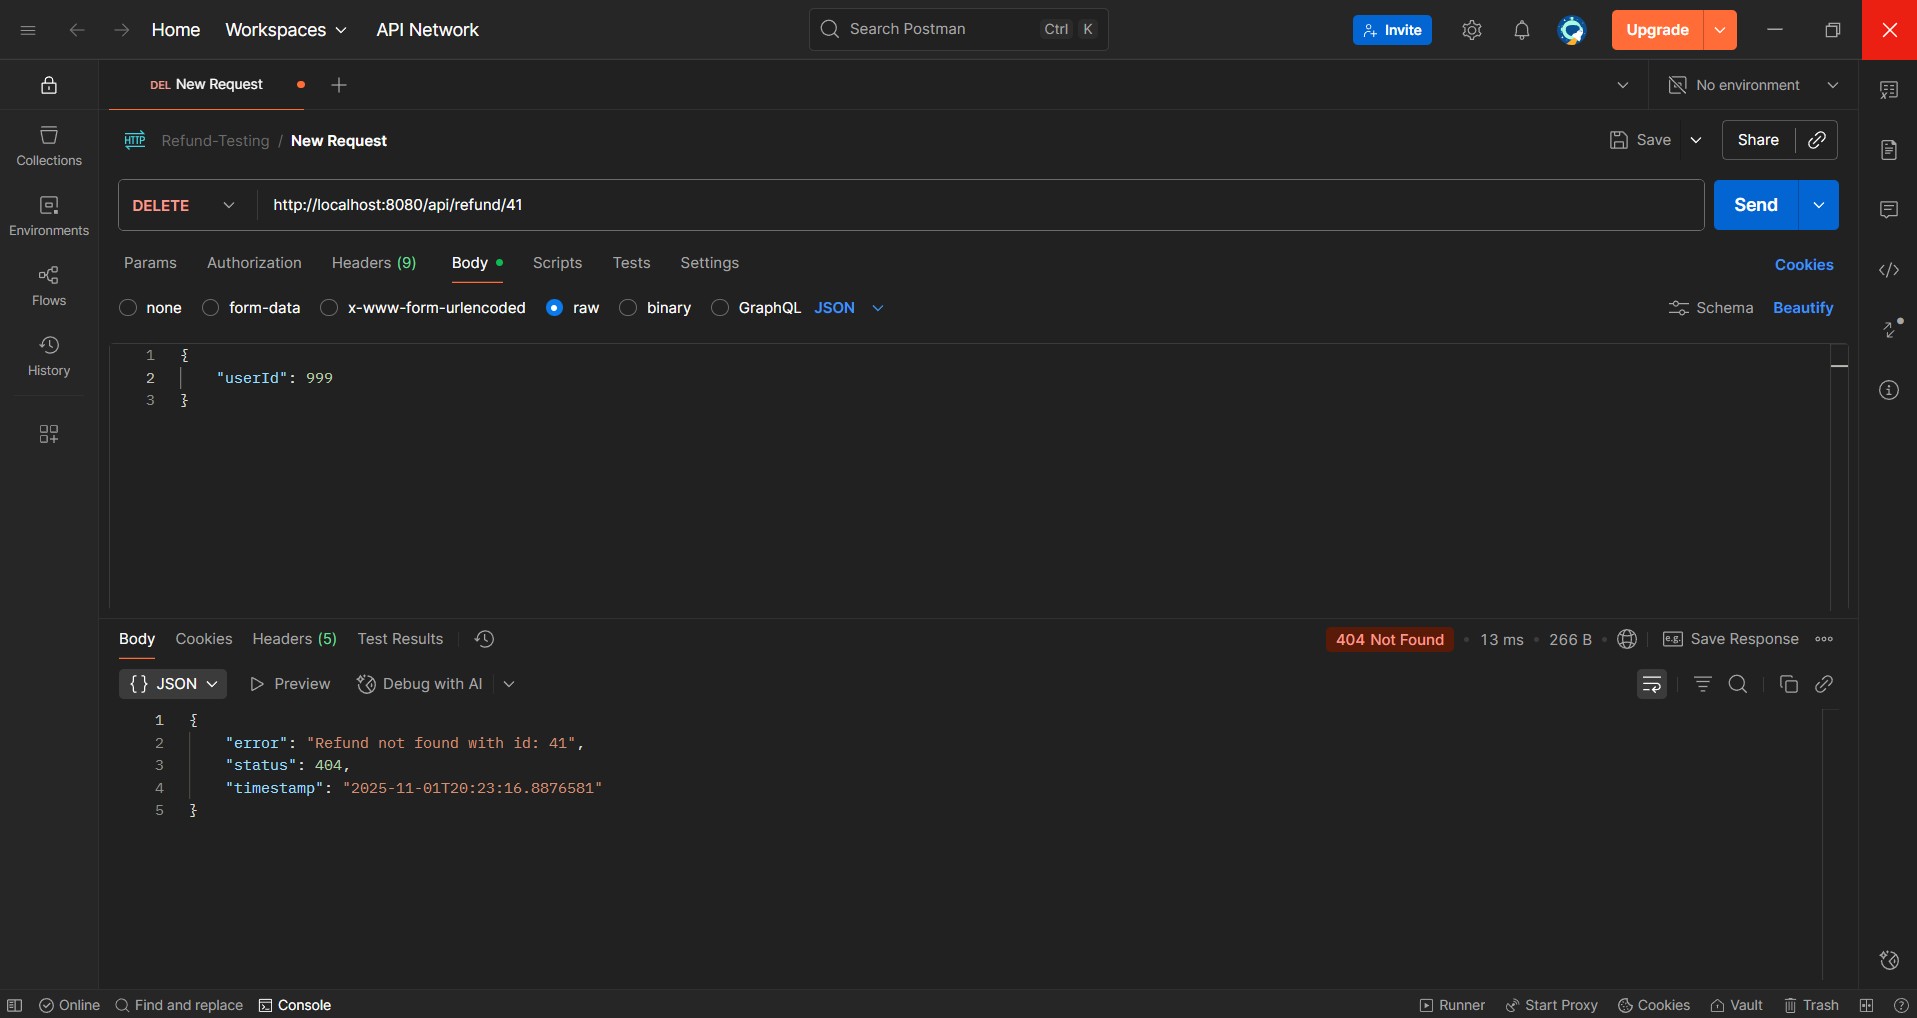 Home Workspaces API Network Search Postman Ctrl K Invite Upgrade
DEL New Request No environment
HTTP Refund-Testing / New Request Save Share
Collections
Environments
Flows
History
DELETE http://localhost:8080/api/refund/41 Send
Params Authorization Headers (9) Body Scripts Tests Settings Cookies
none form-data x-www-form-urlencoded raw binary GraphQL JSON Schema Beautify
1 {
2 "userId": 999
3 }
Body Cookies Headers (5) Test Results 404 Not Found 13 ms 266 B e.g. Save Response
{} JSON Preview Debug with AI
1 {
2 "error": "Refund not found with id: 41",
3 "status": 404,
4 "timestamp": "2025-11-01T20:23:16.8876581"
5 }
Online Find and replace Console Runner Start Proxy Cookies Vault Trash